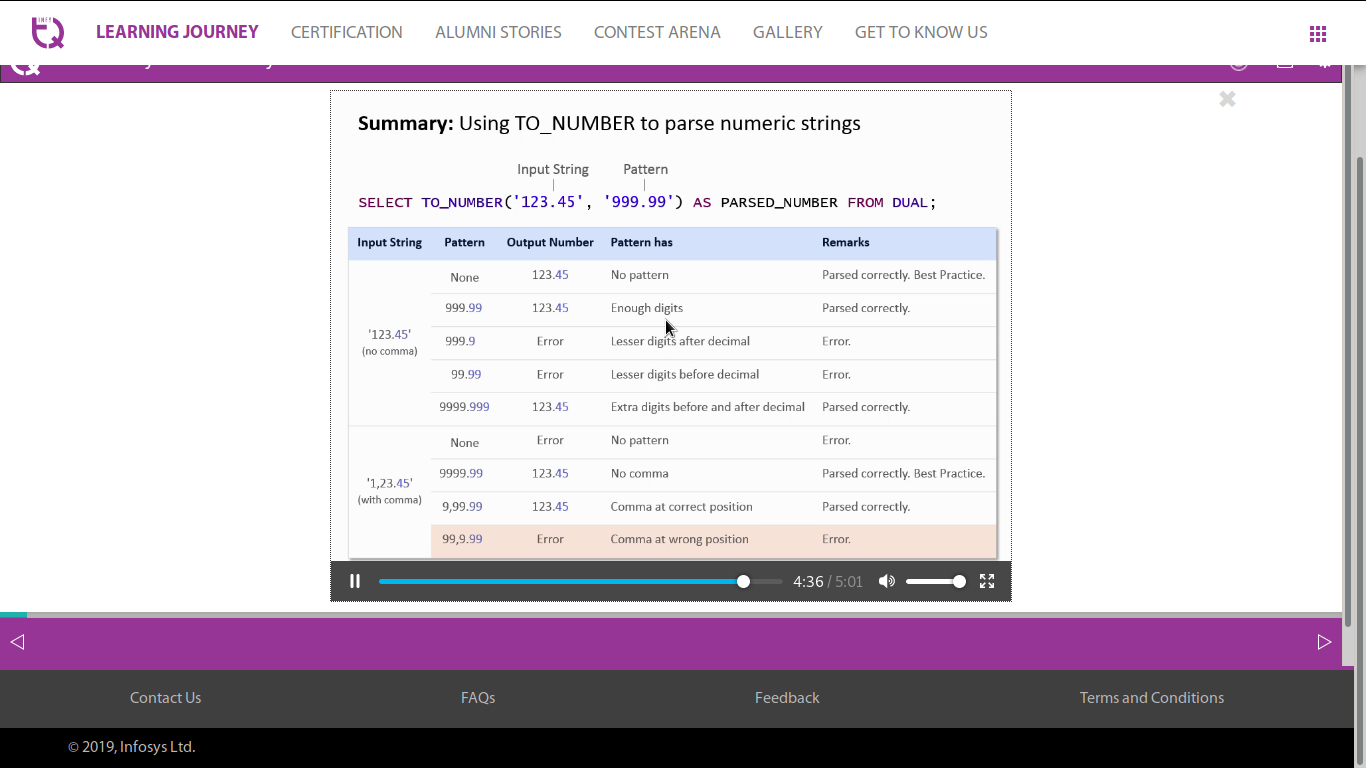 INFY
TQ
LEARNING JOURNEY CERTIFICATION ALUMNI STORIES CONTEST ARENA GALLERY GET TO KNOW US
Summary: Using TO_NUMBER to parse numeric strings
Input String Pattern
SELECT TO_NUMBER('123.45', '999.99') AS PARSED_NUMBER FROM DUAL;
Input String Pattern Output Number Pattern has Remarks
None 123.45 No pattern Parsed correctly. Best Practice.
999.99 123.45 Enough digits Parsed correctly.
'123.45'
(no comma)
999.9 Error Lesser digits after decimal Error.
99.99 Error Lesser digits before decimal Error.
9999.999 123.45 Extra digits before and after decimal Parsed correctly.
None Error No pattern Error.
9999.99 123.45 No comma Parsed correctly. Best Practice.
'1,23.45'
(with comma)
9,99.99 123.45 Comma at correct position Parsed correctly.
99,9.99 Error Comma at wrong position Error.
4:36 / 5:01
Contact Us FAQs Feedback Terms and Conditions
© 2019, Infosys Ltd.